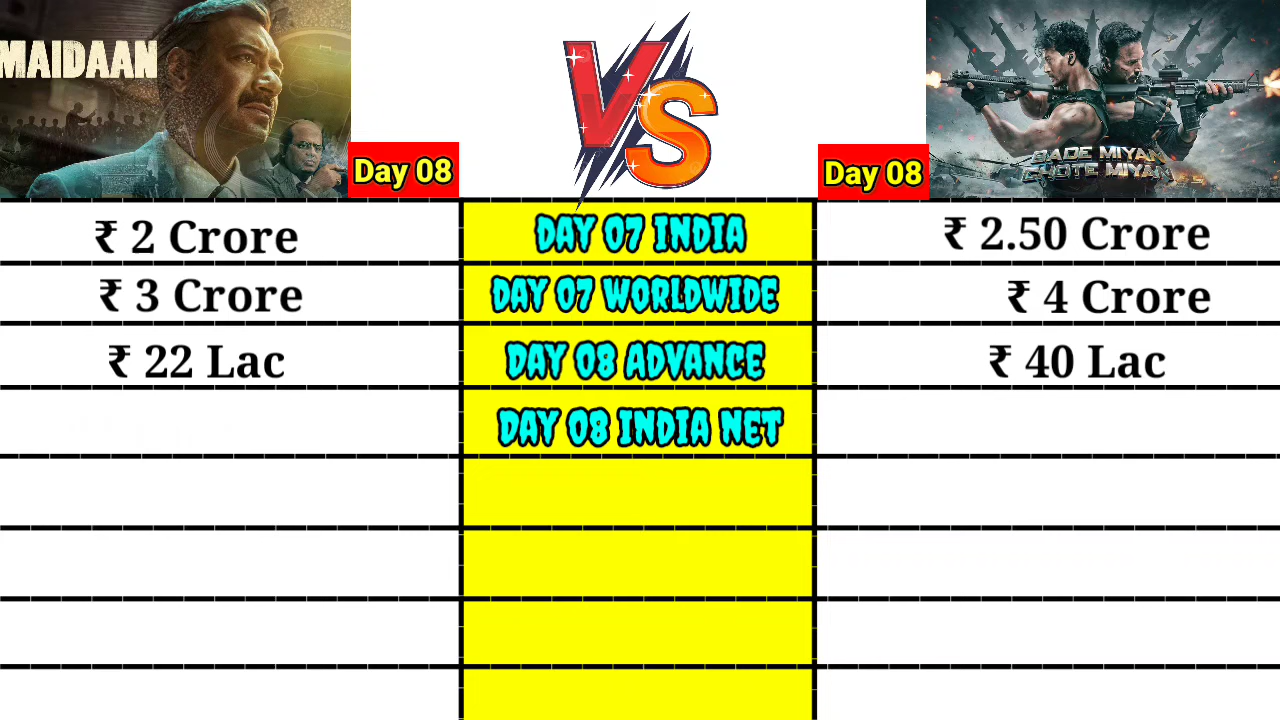 MAIDAAN
VS
BADE MIYAN
CHOTE MIYAN
Day 08
Day 08
₹ 2 Crore
DAY 07 INDIA
₹ 2.50 Crore
₹ 3 Crore
DAY 07 WORLDWIDE
₹ 4 Crore
₹ 22 Lac
DAY 08 ADVANCE
₹ 40 Lac
DAY 08 INDIA NET